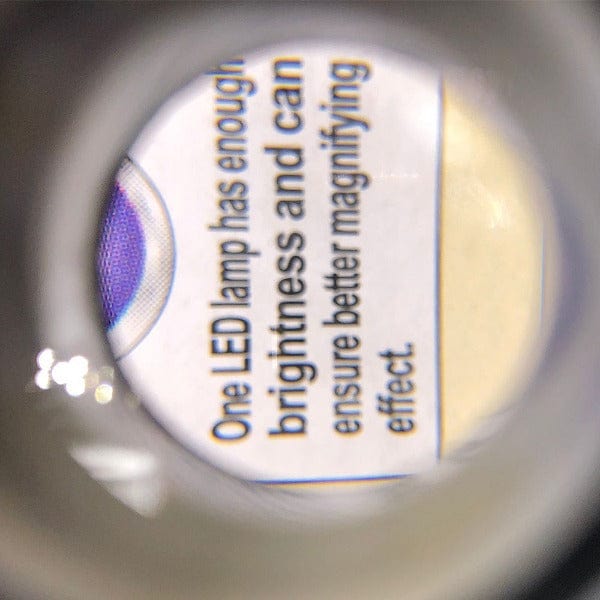 One LED lamp has enough
brightness and can
ensure better magnifying
effect.